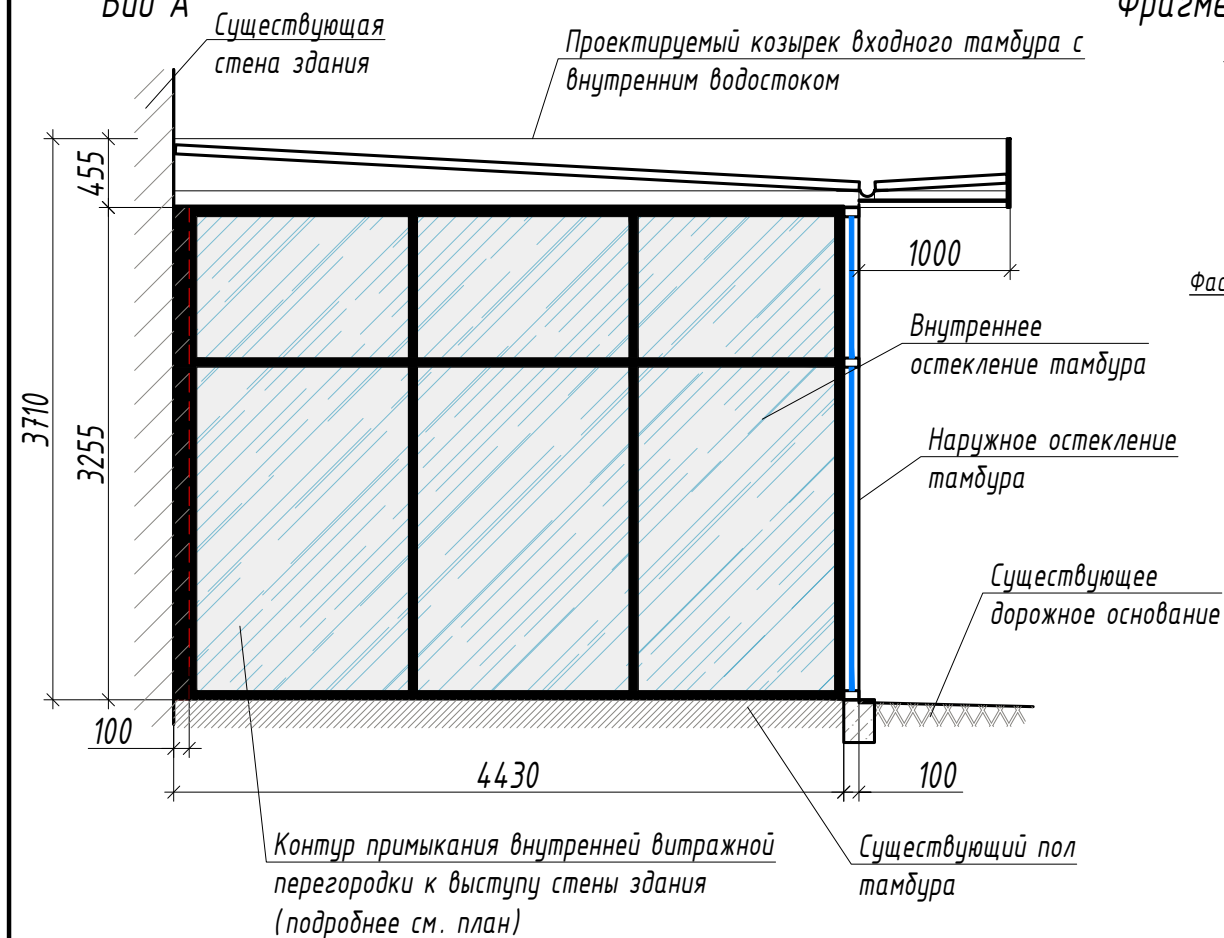 Вид А
Фрагме
Существующая
стена здания
Проектируемый козырек входного тамбура с
внутренним водостоком
455
1000
Фас
Внутреннее
остекление тамбура
3710
3255
Наружное остекление
тамбура
Существующее
дорожное основание
100
4430
100
Контур примыкания внутренней витражной
перегородки к выступу стены здания
(подробнее см. план)
Существующий пол
тамбура